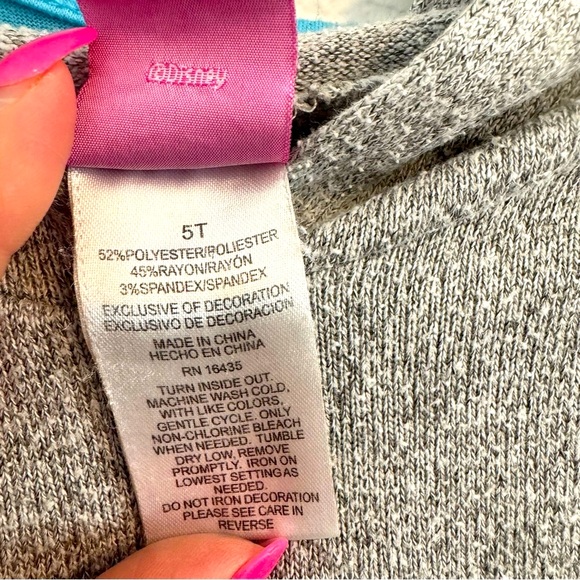 ©Disney
5T
52%POLYESTER/POLIESTER
45%RAYON/RAYÓN
3%SPANDEX/SPANDEX
EXCLUSIVE OF DECORATION
EXCLUSIVO DE DECORACIÓN
MADE IN CHINA
HECHO EN CHINA
RN 16435
TURN INSIDE OUT.
MACHINE WASH COLD,
WITH LIKE COLORS,
GENTLE CYCLE. ONLY
NON-CHLORINE BLEACH
WHEN NEEDED. TUMBLE
DRY LOW, REMOVE
PROMPTLY. IRON ON
LOWEST SETTING AS
NEEDED.
DO NOT IRON DECORATION
PLEASE SEE CARE IN
REVERSE